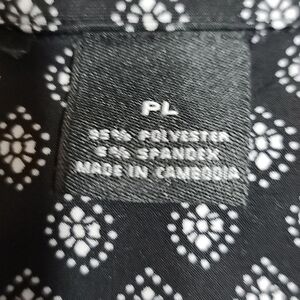 PL
95% POLYESTER
5% SPANDEX
MADE IN CAMBODIA